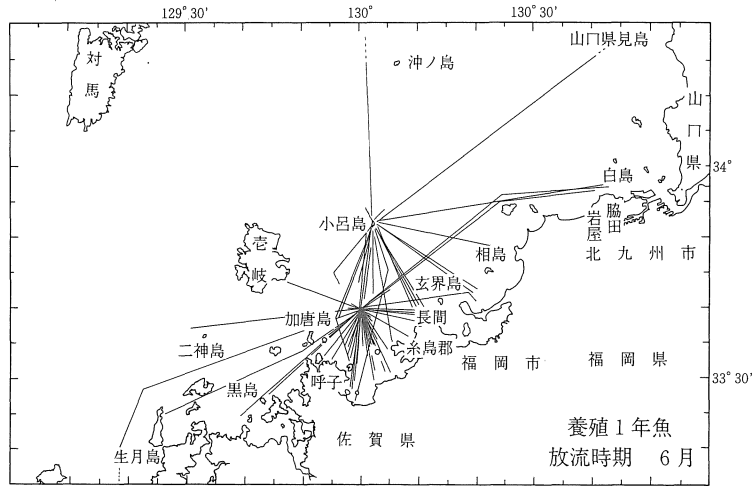 129°30′
130°
130°30′
山口県見島
沖ノ島
対馬
山口県
34°
白島
脇田
岩屋
小呂島
北九州市
壱岐
相島
玄界島
加唐島
長間
二神島
糸島郡
福岡市
福岡県
33°30′
呼子
黒島
養殖1年魚
佐賀県
放流時期 6月
生月島